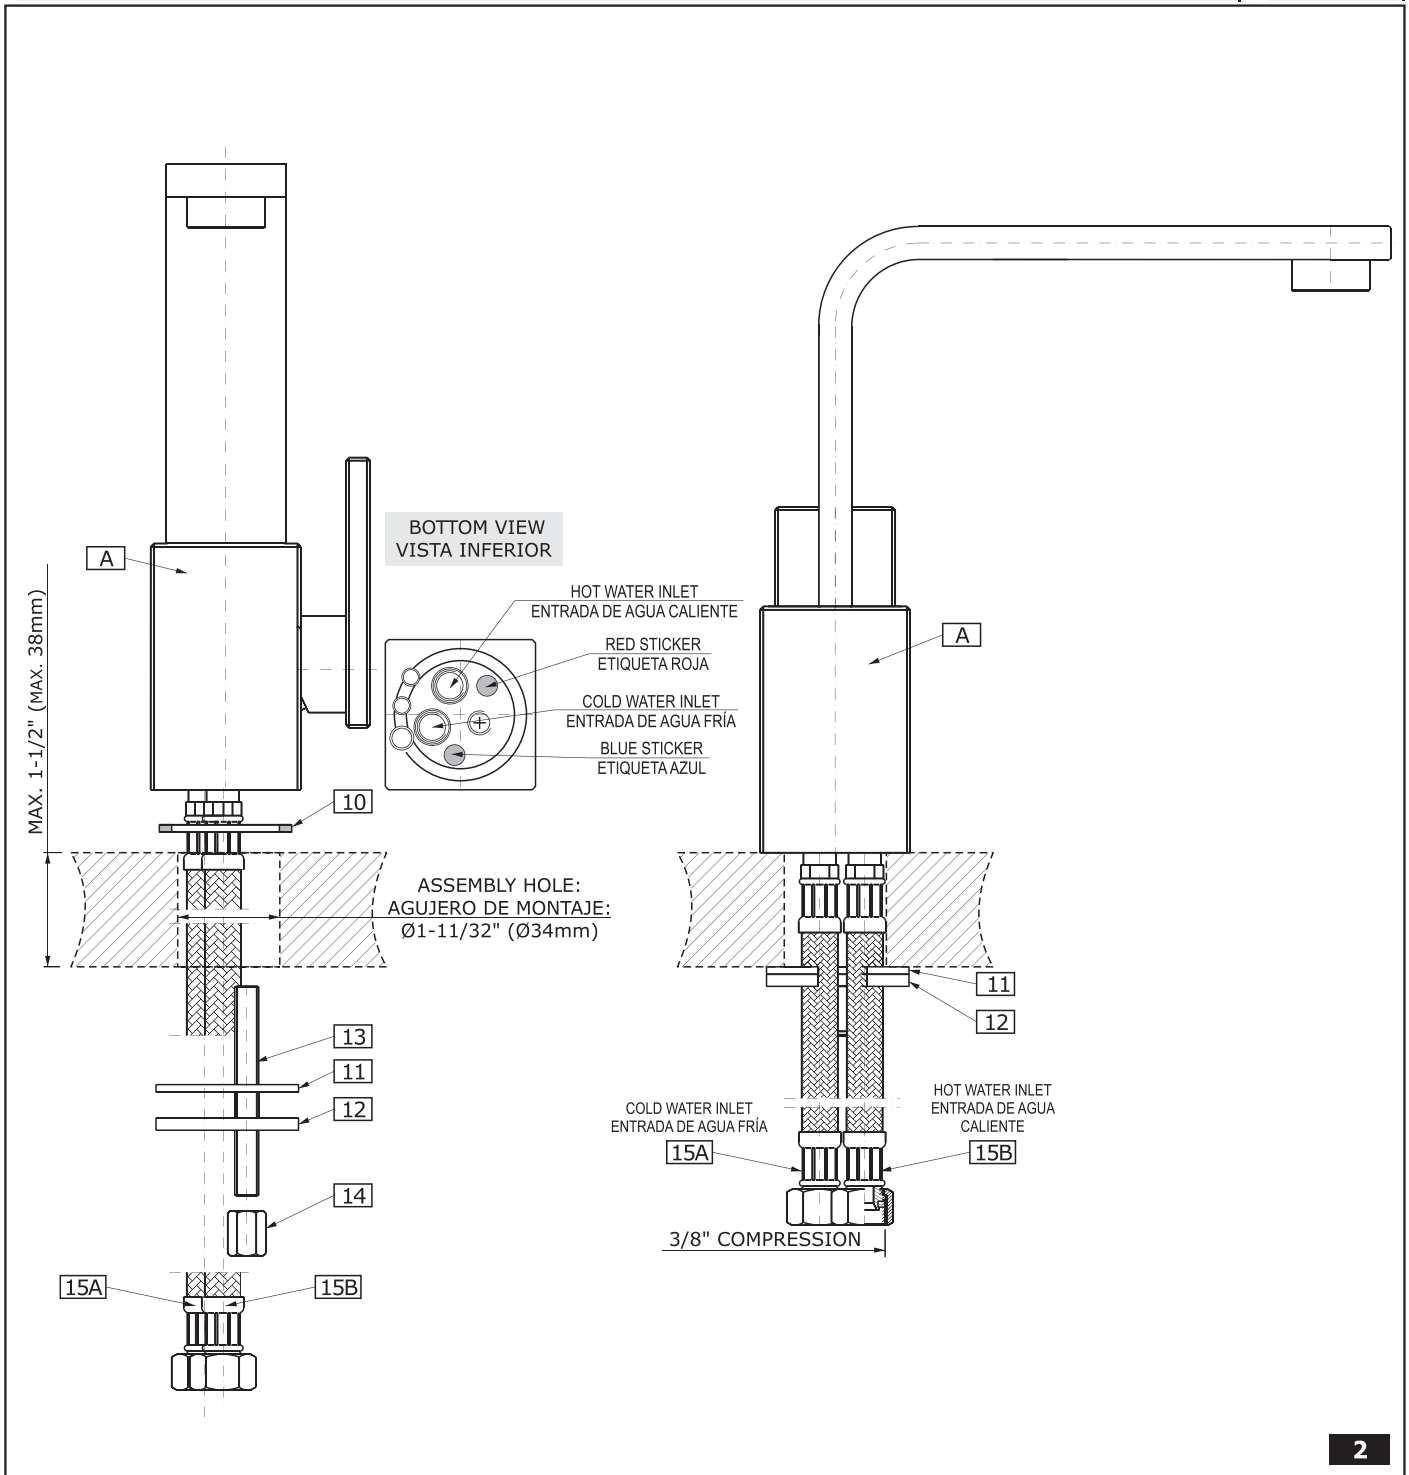 BOTTOM VIEW
VISTA INFERIOR
A
MAX. 1-1/2" (MAX. 38mm)
HOT WATER INLET
ENTRADA DE AGUA CALIENTE
RED STICKER
ETIQUETA ROJA
COLD WATER INLET
ENTRADA DE AGUA FRÍA
BLUE STICKER
ETIQUETA AZUL
A
10
ASSEMBLY HOLE:
AGUJERO DE MONTAJE:
Ø1-11/32" (Ø34mm)
11
12
13
11
12
14
15A
15B
COLD WATER INLET
ENTRADA DE AGUA FRÍA
15A
HOT WATER INLET
ENTRADA DE AGUA
CALIENTE
15B
3/8" COMPRESSION
2